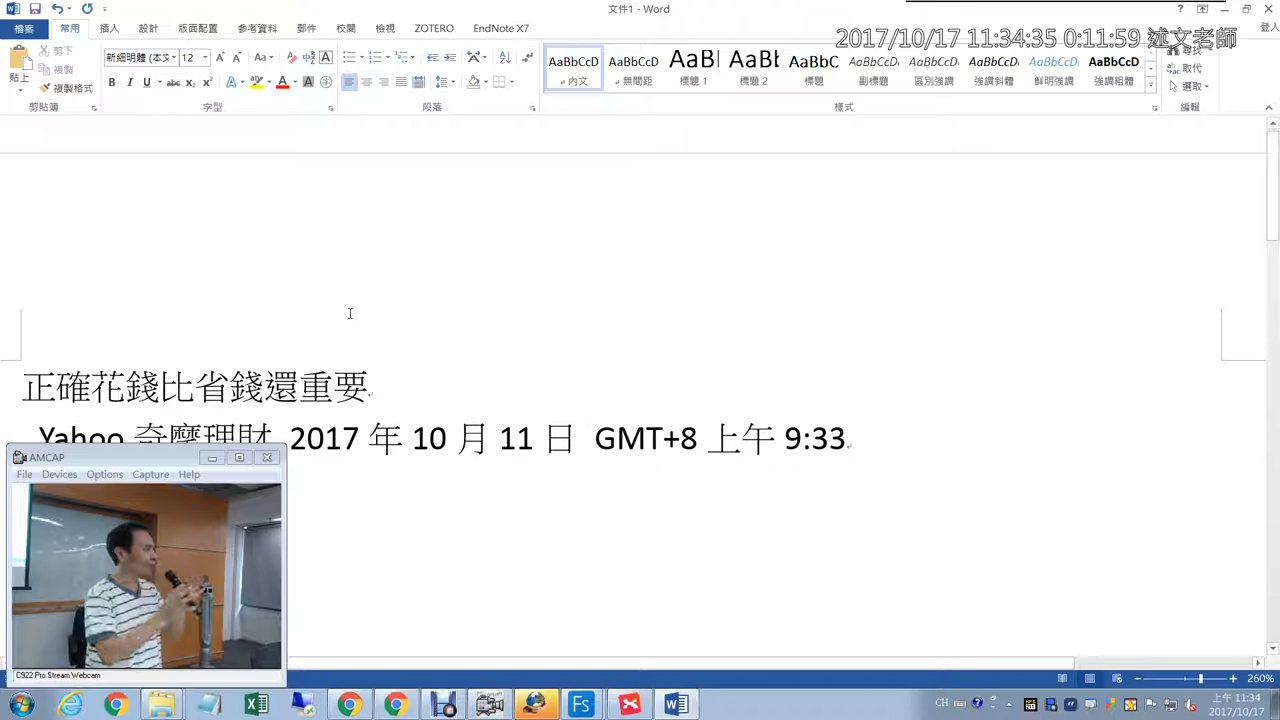 文件1 - Word
檔案 常用 插入 設計 版面配置 參考資料 郵件 校閱 檢視 ZOTERO EndNote X7 登入
2017/10/17 11:34:35 0:11:59 述文老師
貼上 剪下 複製 複製格式
新細明體 (本文 12
AaBbCcD AaBbCcD AaBb AaBbC AaBbC AaBbCcD AaBbCcD AaBbCcD AaBbCcD AaBbCcD
內文 無間距 標題 1 標題 2 標題 副標題 區別強調 強調斜體 鮮明強調 強調粗體
尋找 取代 選取
剪貼簿 字型 段落 樣式 編輯
正確花錢比省錢還重要
Yahoo 奇摩理財 2017 年 10 月 11 日 GMT+8 上午 9:33
AMCAP
File Devices Options Capture Help
C922 Pro Stream Webcam
260%
CH
上午 11:34
2017/10/17